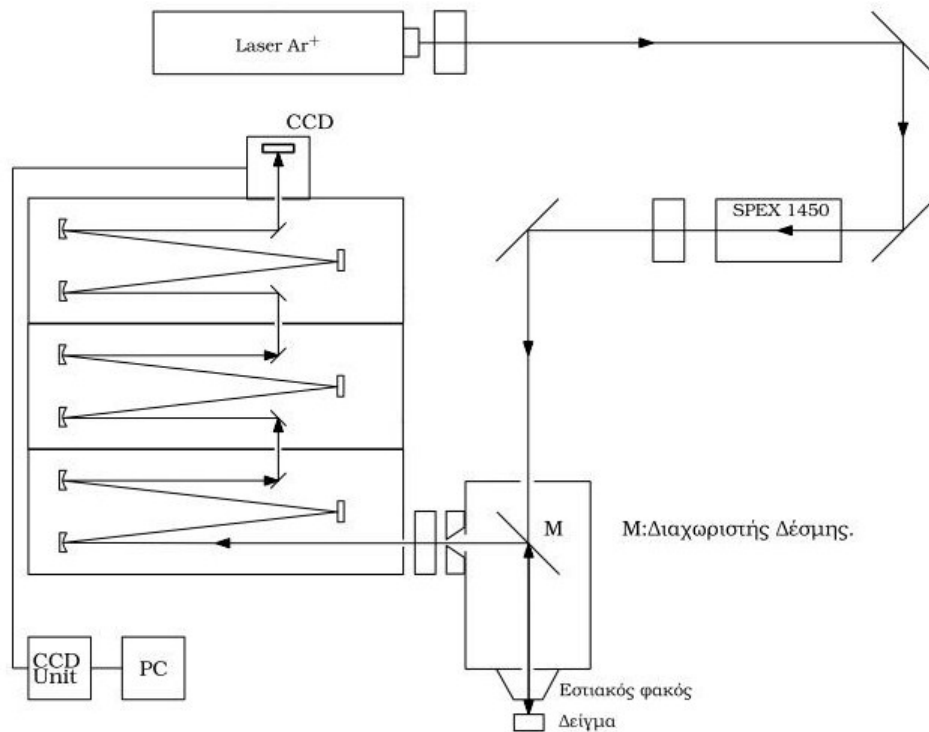 Laser Ar⁺
CCD
SPEX 1450
M
M:Διαχωριστής Δέσμης.
CCD
Unit
PC
Εστιακός φακός
Δείγμα